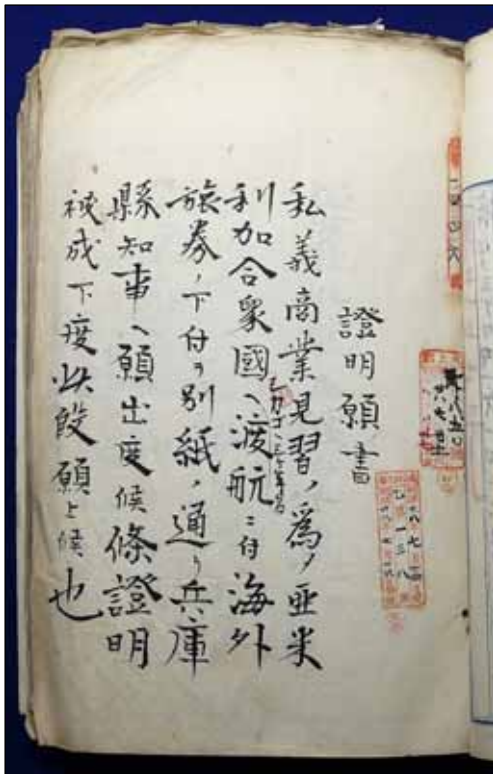 證明願書
私義商業見習ノ爲ノ亜米
利加合衆國ヘ渡航ニ付海外
旅券ノ下付ヲ別紙ノ通リ兵庫
縣知事ヘ願出度候條證明
被成下度此段願上候也